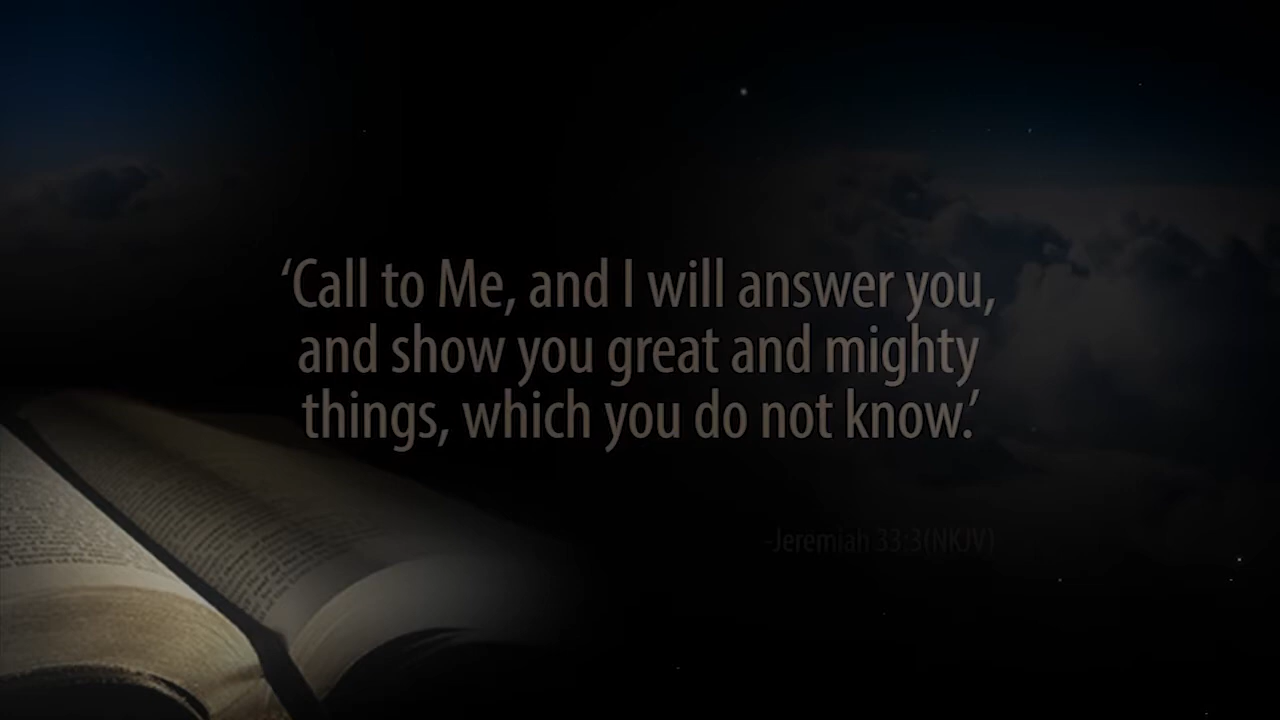 ‘Call to Me, and I will answer you,
and show you great and mighty
things, which you do not know.’
-Jeremiah 33:3(NKJV)